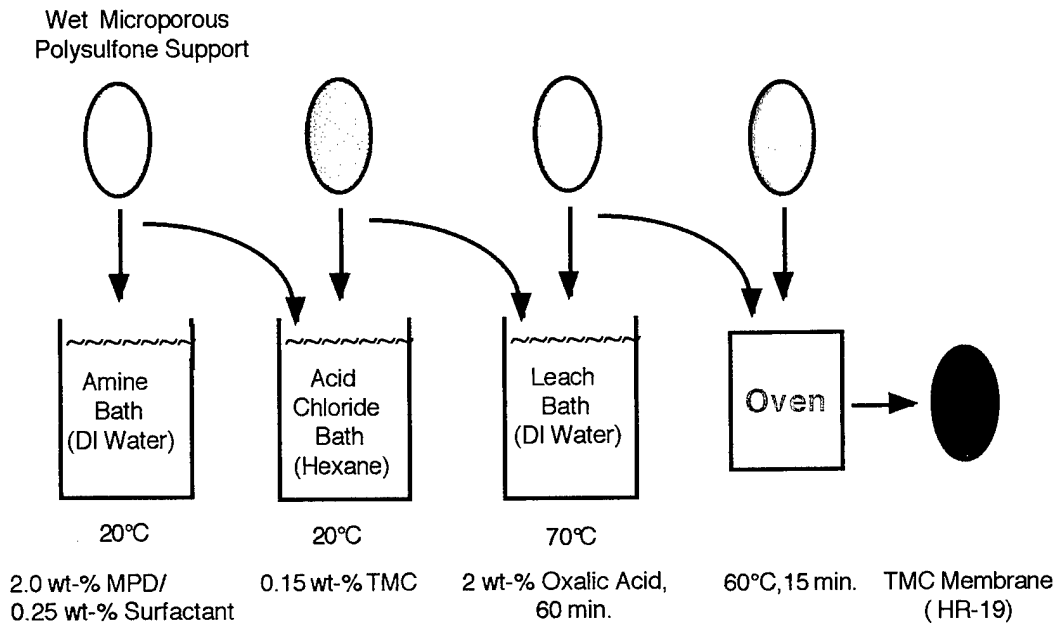 Wet Microporous
Polysulfone Support
Amine
Bath
(DI Water)
Acid
Chloride
Bath
(Hexane)
Leach
Bath
(DI Water)
Oven
20°C
20°C
70°C
2.0 wt-% MPD/
0.25 wt-% Surfactant
0.15 wt-% TMC
2 wt-% Oxalic Acid,
60 min.
60°C, 15 min.
TMC Membrane
( HR-19)